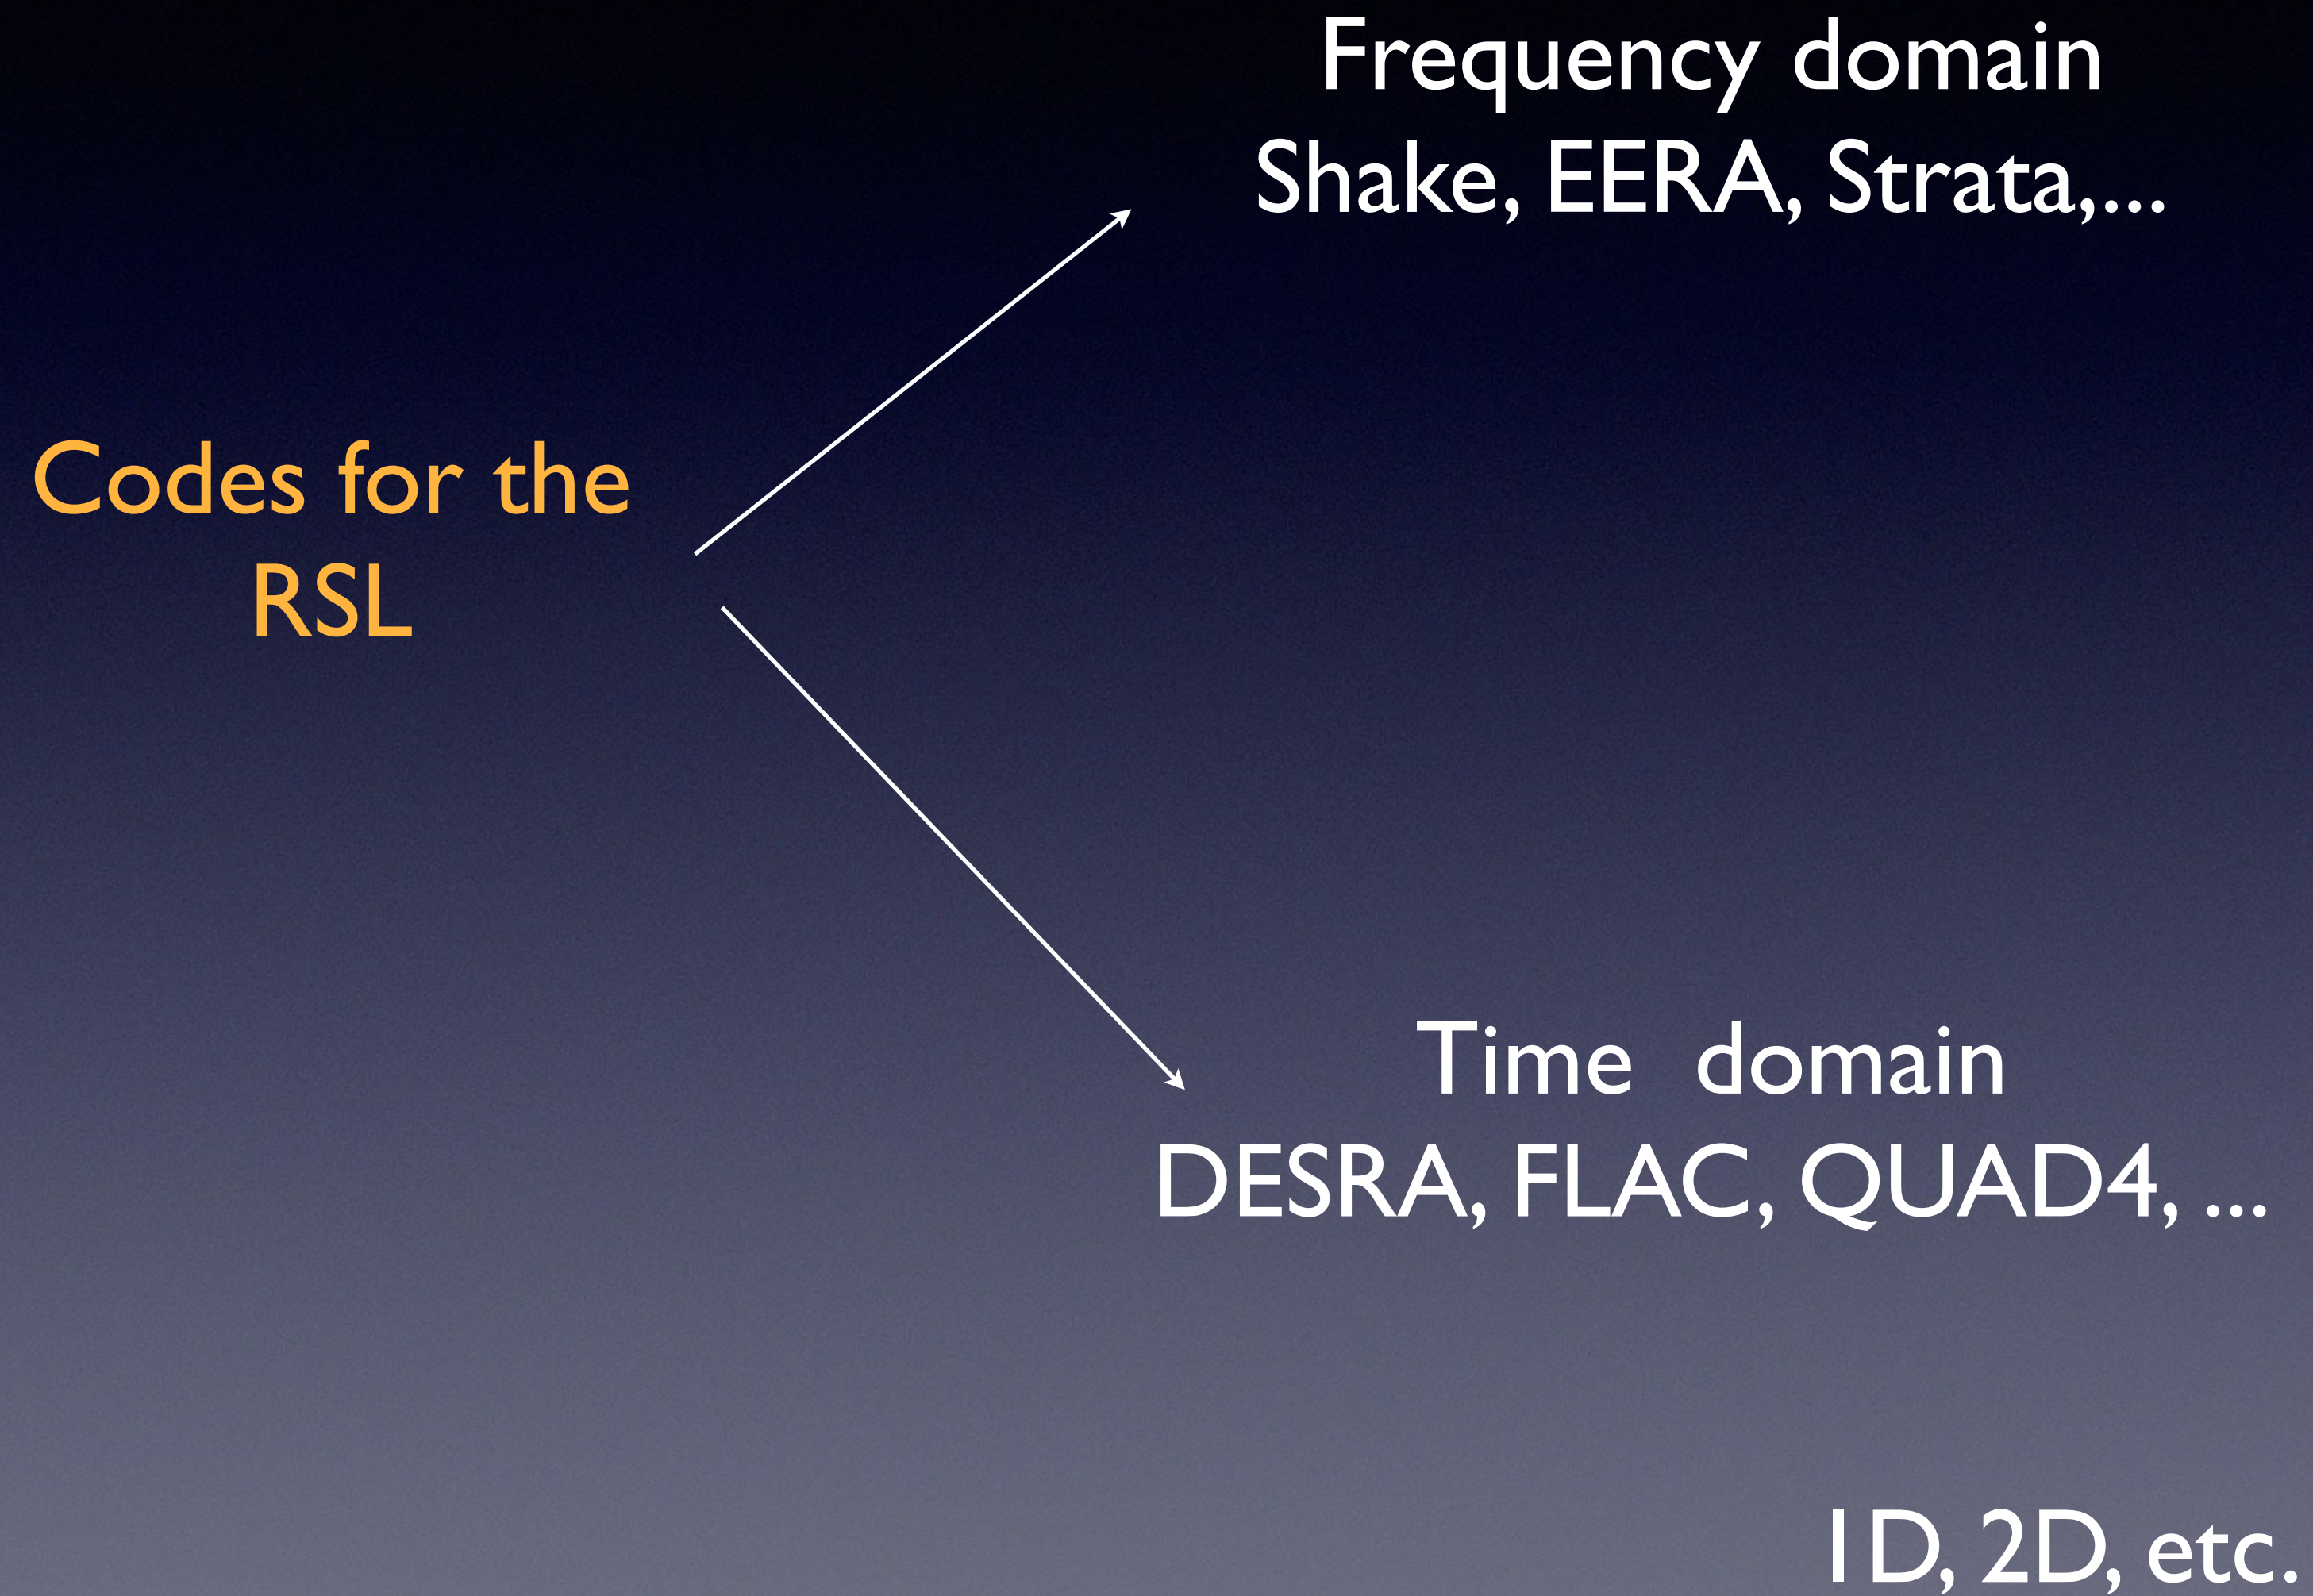 Frequency domain
Shake, EERA, Strata,...
Codes for the
RSL
Time domain
DESRA, FLAC, QUAD4, ...
1D, 2D, etc.